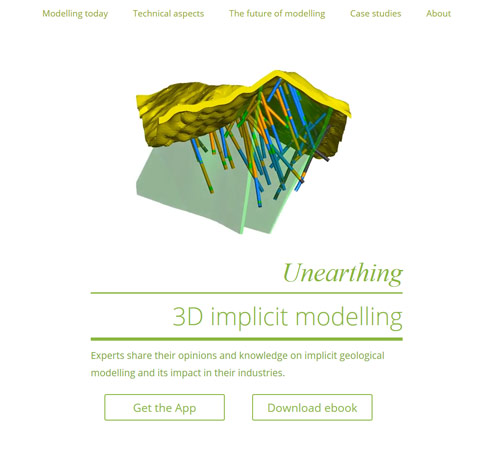 Modelling today Technical aspects The future of modelling Case studies About
Unearthing
3D implicit modelling
Experts share their opinions and knowledge on implicit geological
modelling and its impact in their industries.
Get the App Download ebook